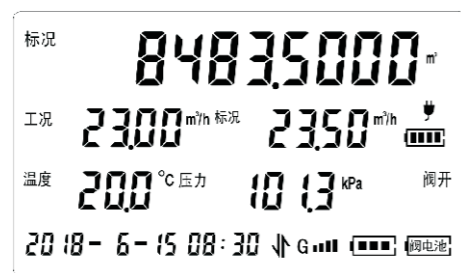 标况 8483.5000 m³
工况 23.00 m³/h 标况 23.50 m³/h
温度 20.0 °C 压力 101.3 kPa 阀开
2018- 6-15 08:30 G 阀电池